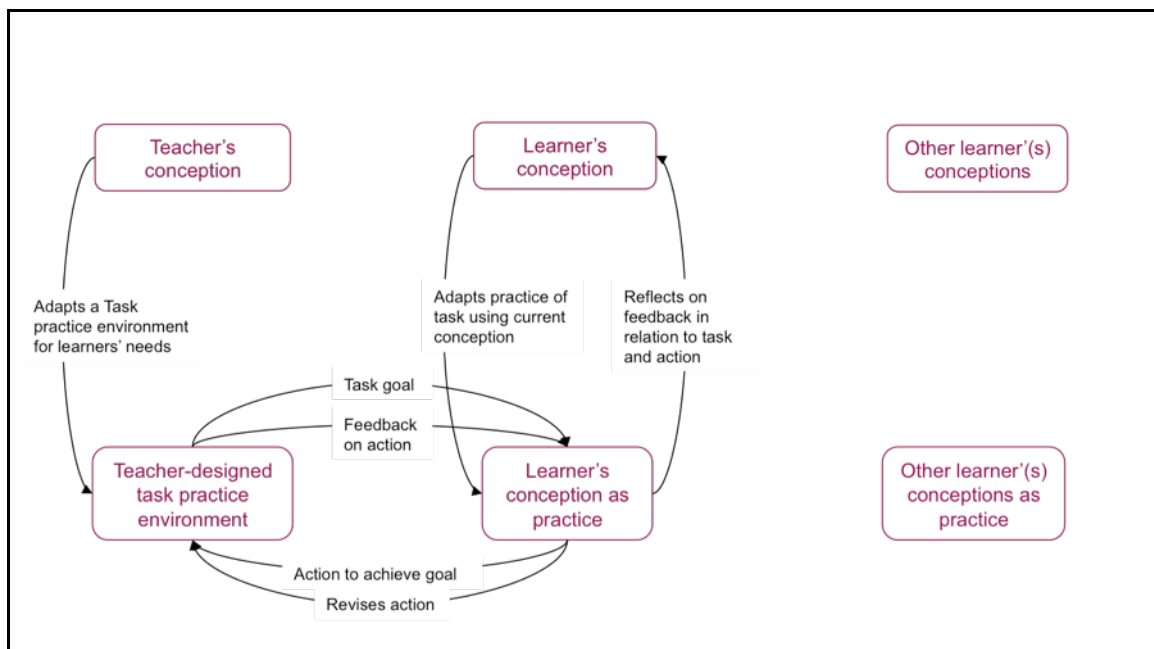 Teacher's
conception
Learner's
conception
Other learner'(s)
conceptions
Adapts a Task
practice environment
for learners' needs
Adapts practice of
task using current
conception
Reflects on
feedback in
relation to task
and action
Task goal
Feedback
on action
Teacher-designed
task practice
environment
Learner's
conception as
practice
Other learner'(s)
conceptions as
practice
Action to achieve goal
Revises action